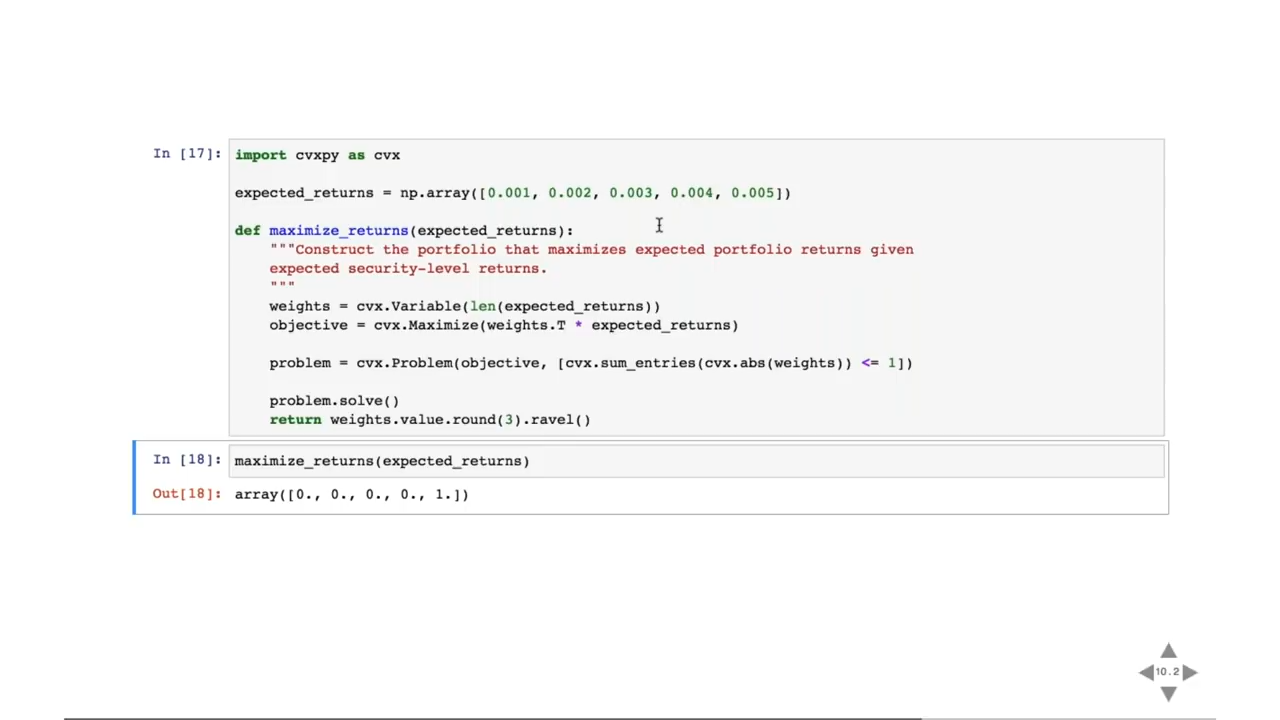 In [17]: import cvxpy as cvx
expected_returns = np.array([0.001, 0.002, 0.003, 0.004, 0.005])
def maximize_returns(expected_returns):
"""Construct the portfolio that maximizes expected portfolio returns given
expected security-level returns.
"""
weights = cvx.Variable(len(expected_returns))
objective = cvx.Maximize(weights.T * expected_returns)
problem = cvx.Problem(objective, [cvx.sum_entries(cvx.abs(weights)) <= 1])
problem.solve()
return weights.value.round(3).ravel()
In [18]: maximize_returns(expected_returns)
Out[18]: array([0., 0., 0., 0., 1.])
10.2